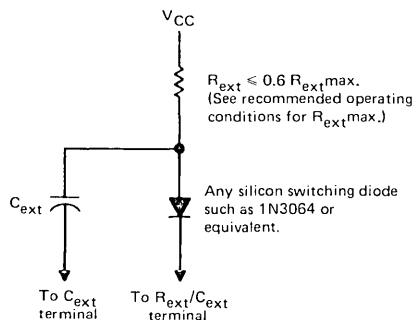 VCC
Rext ≤ 0.6 Rextmax.
(See recommended operating
conditions for Rextmax.)
Cext
Any silicon switching diode
such as 1N3064 or
equivalent.
To Cext
terminal
To Rext/Cext
terminal